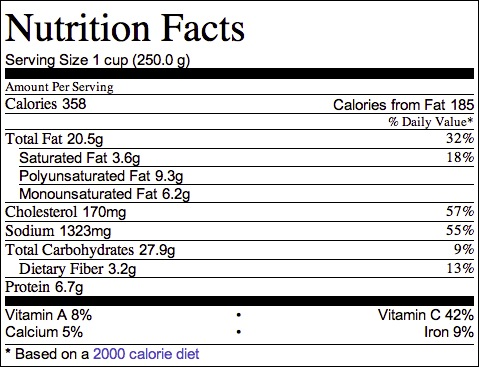 Nutrition Facts
Serving Size 1 cup (250.0 g)
Amount Per Serving
Calories 358 Calories from Fat 185
% Daily Value*
Total Fat 20.5g 32%
Saturated Fat 3.6g 18%
Polyunsaturated Fat 9.3g
Monounsaturated Fat 6.2g
Cholesterol 170mg 57%
Sodium 1323mg 55%
Total Carbohydrates 27.9g 9%
Dietary Fiber 3.2g 13%
Protein 6.7g
Vitamin A 8% • Vitamin C 42%
Calcium 5% • Iron 9%
* Based on a 2000 calorie diet